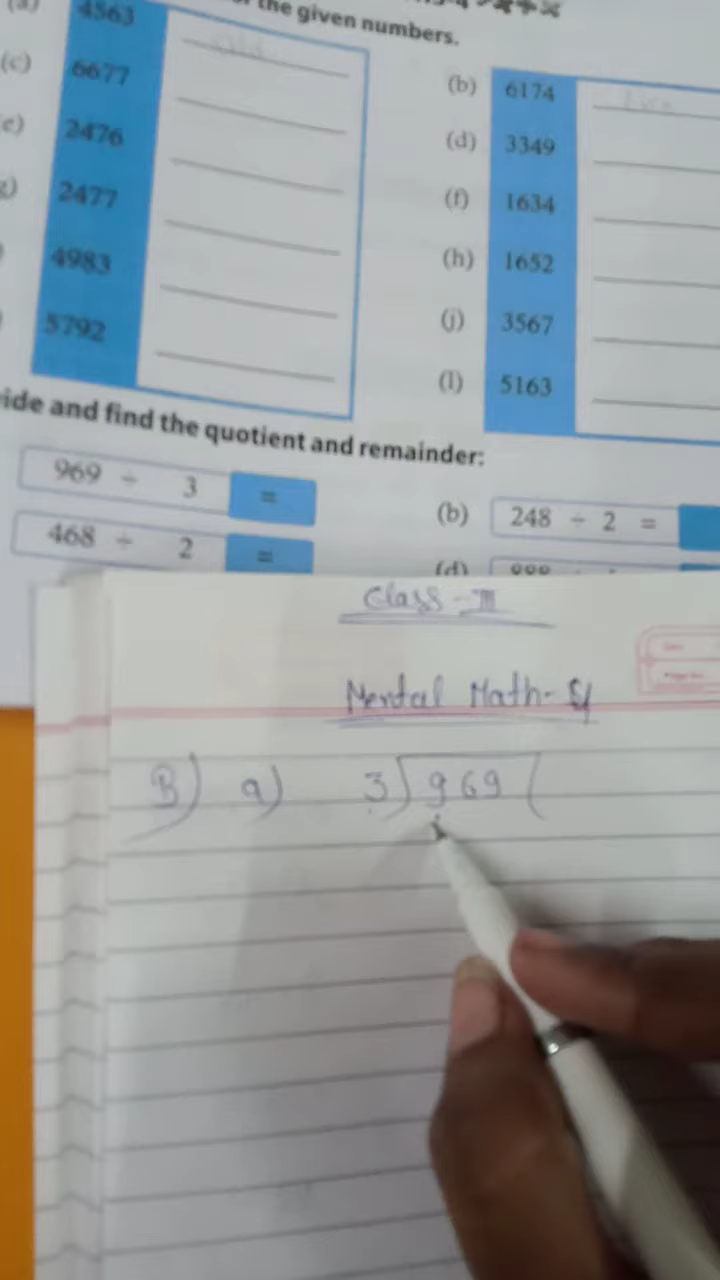 the given numbers.
(a) 4563
(c) 6677
(b) 6174
2476
(d) 3349
2477
(f) 1634
4983
(h) 1652
5792
(j) 3567
(l) 5163
ide and find the quotient and remainder:
969 ÷ 3 =
(b) 248 ÷ 2 =
468 ÷ 2 =
(d)
Class - III
Mental Math-
B) a) 3)969(